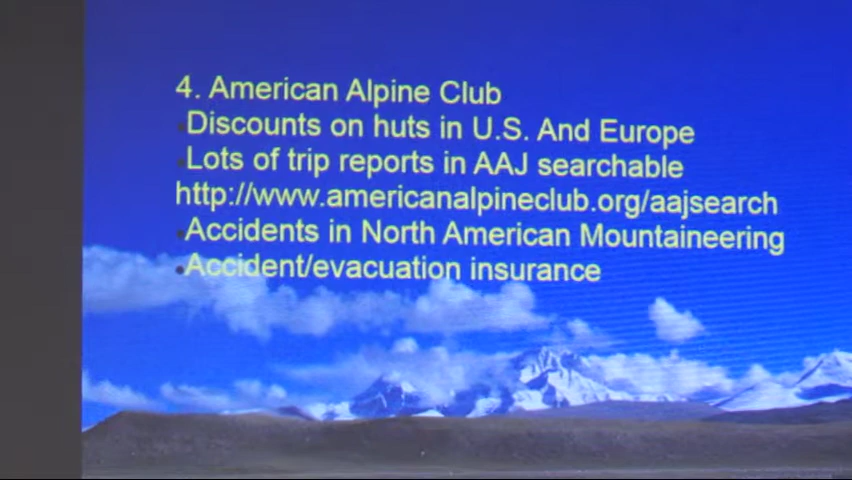 4. American Alpine Club
•Discounts on huts in U.S. And Europe
•Lots of trip reports in AAJ searchable
http://www.americanalpineclub.org/aajsearch
•Accidents in North American Mountaineering
•Accident/evacuation insurance